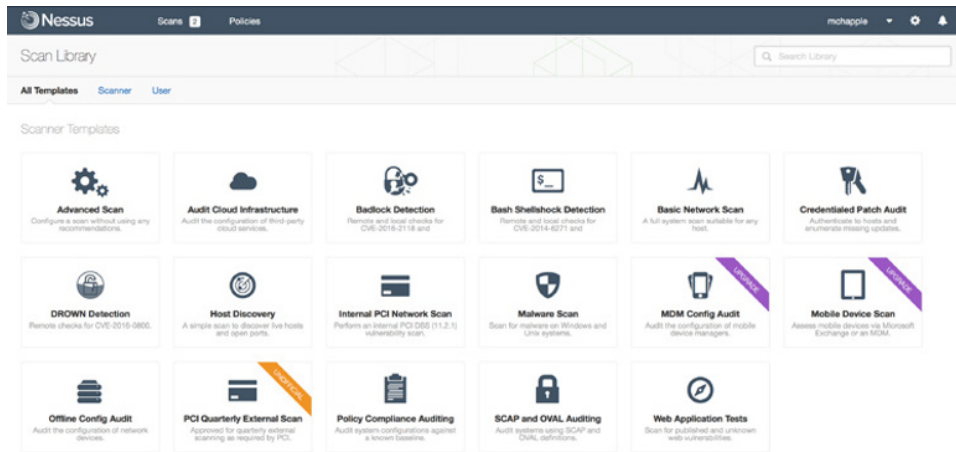 Nessus Scans 2 Policies mchapple
Scan Library Search Library
All Templates Scanner User
Scanner Templates
Advanced Scan
Configure a scan without using any
recommendations.
Audit Cloud Infrastructure
Audit the configuration of third-party
cloud services.
Badlock Detection
Remote and local checks for
CVE-2016-2118 and
$_
Bash Shellshock Detection
Remote and local checks for
CVE-2014-6271 and
Basic Network Scan
A full system scan suitable for any
host.
Credentialed Patch Audit
Authenticate to hosts and
enumerate missing updates.
DROWN Detection
Remote checks for CVE-2016-0800.
Host Discovery
A simple scan to discover live hosts
and open ports.
Internal PCI Network Scan
Perform an internal PCI DSS (11.2.1)
vulnerability scan.
Malware Scan
Scan for malware on Windows and
Unix systems.
UPGRADE
MDM Config Audit
Audit the configuration of mobile
device managers.
UPGRADE
Mobile Device Scan
Assess mobile devices via Microsoft
Exchange or an MDM.
Offline Config Audit
Audit the configuration of network
devices.
UNOFFICIAL
PCI Quarterly External Scan
Approved for quarterly external
scanning as required by PCI.
Policy Compliance Auditing
Audit system configurations against
a known baseline.
SCAP and OVAL Auditing
Audit systems using SCAP and
OVAL definitions.
Web Application Tests
Scan for published and unknown
web vulnerabilities.